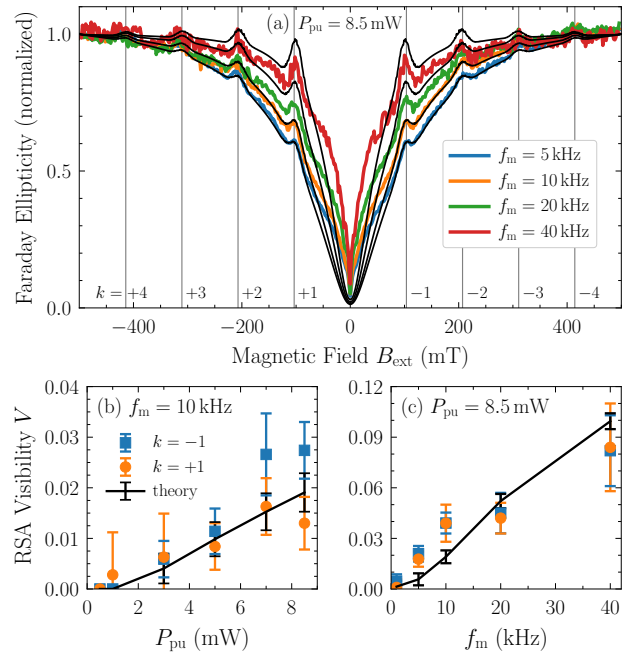 (a) P_pu = 8.5 mW
Faraday Ellipticity (normalized)
1.0
0.5
0.0
f_m = 5 kHz
f_m = 10 kHz
f_m = 20 kHz
f_m = 40 kHz
k = +4 +3 +2 +1 −1 −2 −3 −4
−400 −200 0 200 400
Magnetic Field B_ext (mT)
(b) f_m = 10 kHz
RSA Visibility V
0.04
0.03
0.02
0.01
0.00
k = −1
k = +1
theory
0 2 4 6 8
P_pu (mW)
(c) P_pu = 8.5 mW
0.12
0.09
0.06
0.03
0.00
0 10 20 30 40
f_m (kHz)